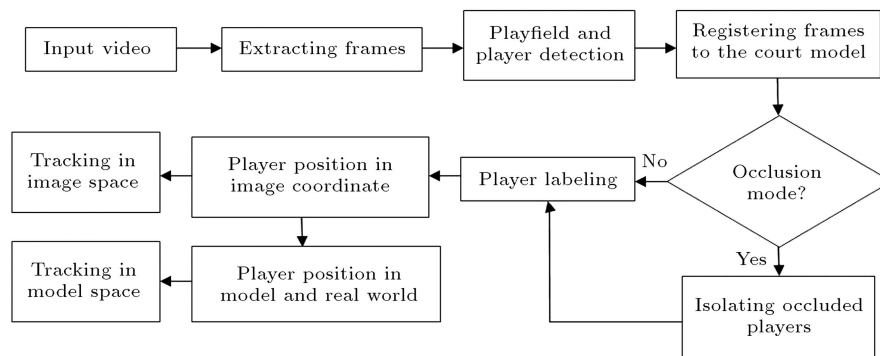 Input video
Extracting frames
Playfield and
player detection
Registering frames
to the court model
Occlusion
mode?
No
Yes
Isolating occluded
players
Player labeling
Player position in
image coordinate
Tracking in
image space
Player position in
model and real world
Tracking in
model space